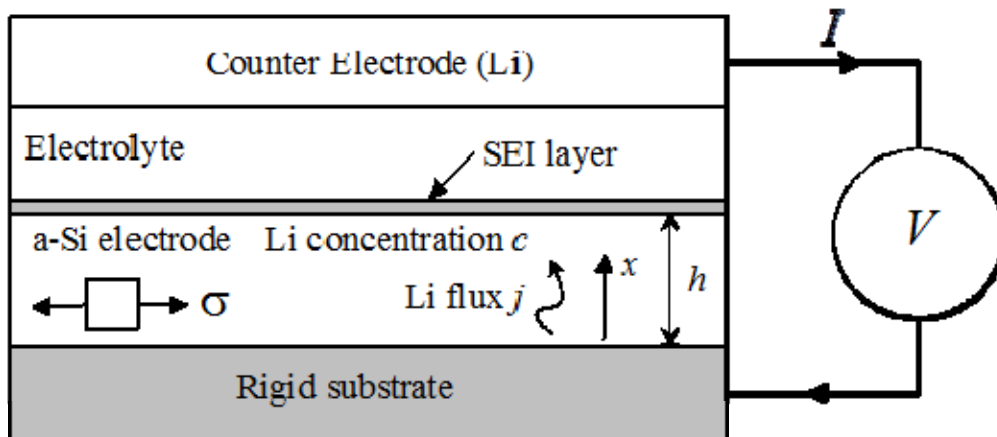 Counter Electrode (Li)
I
Electrolyte
SEI layer
V
a-Si electrode
Li concentration c
x
h
σ
Li flux j
Rigid substrate